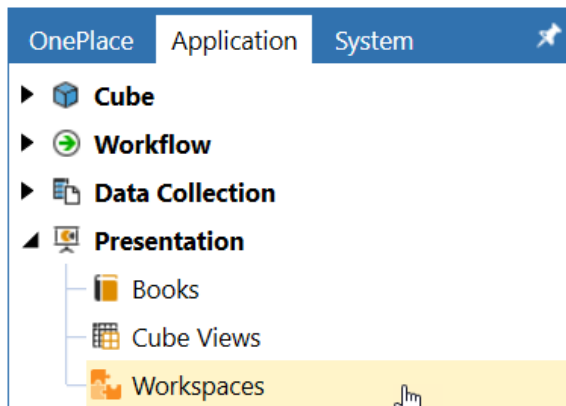 OnePlace Application System
Cube
Workflow
Data Collection
Presentation
Books
Cube Views
Workspaces